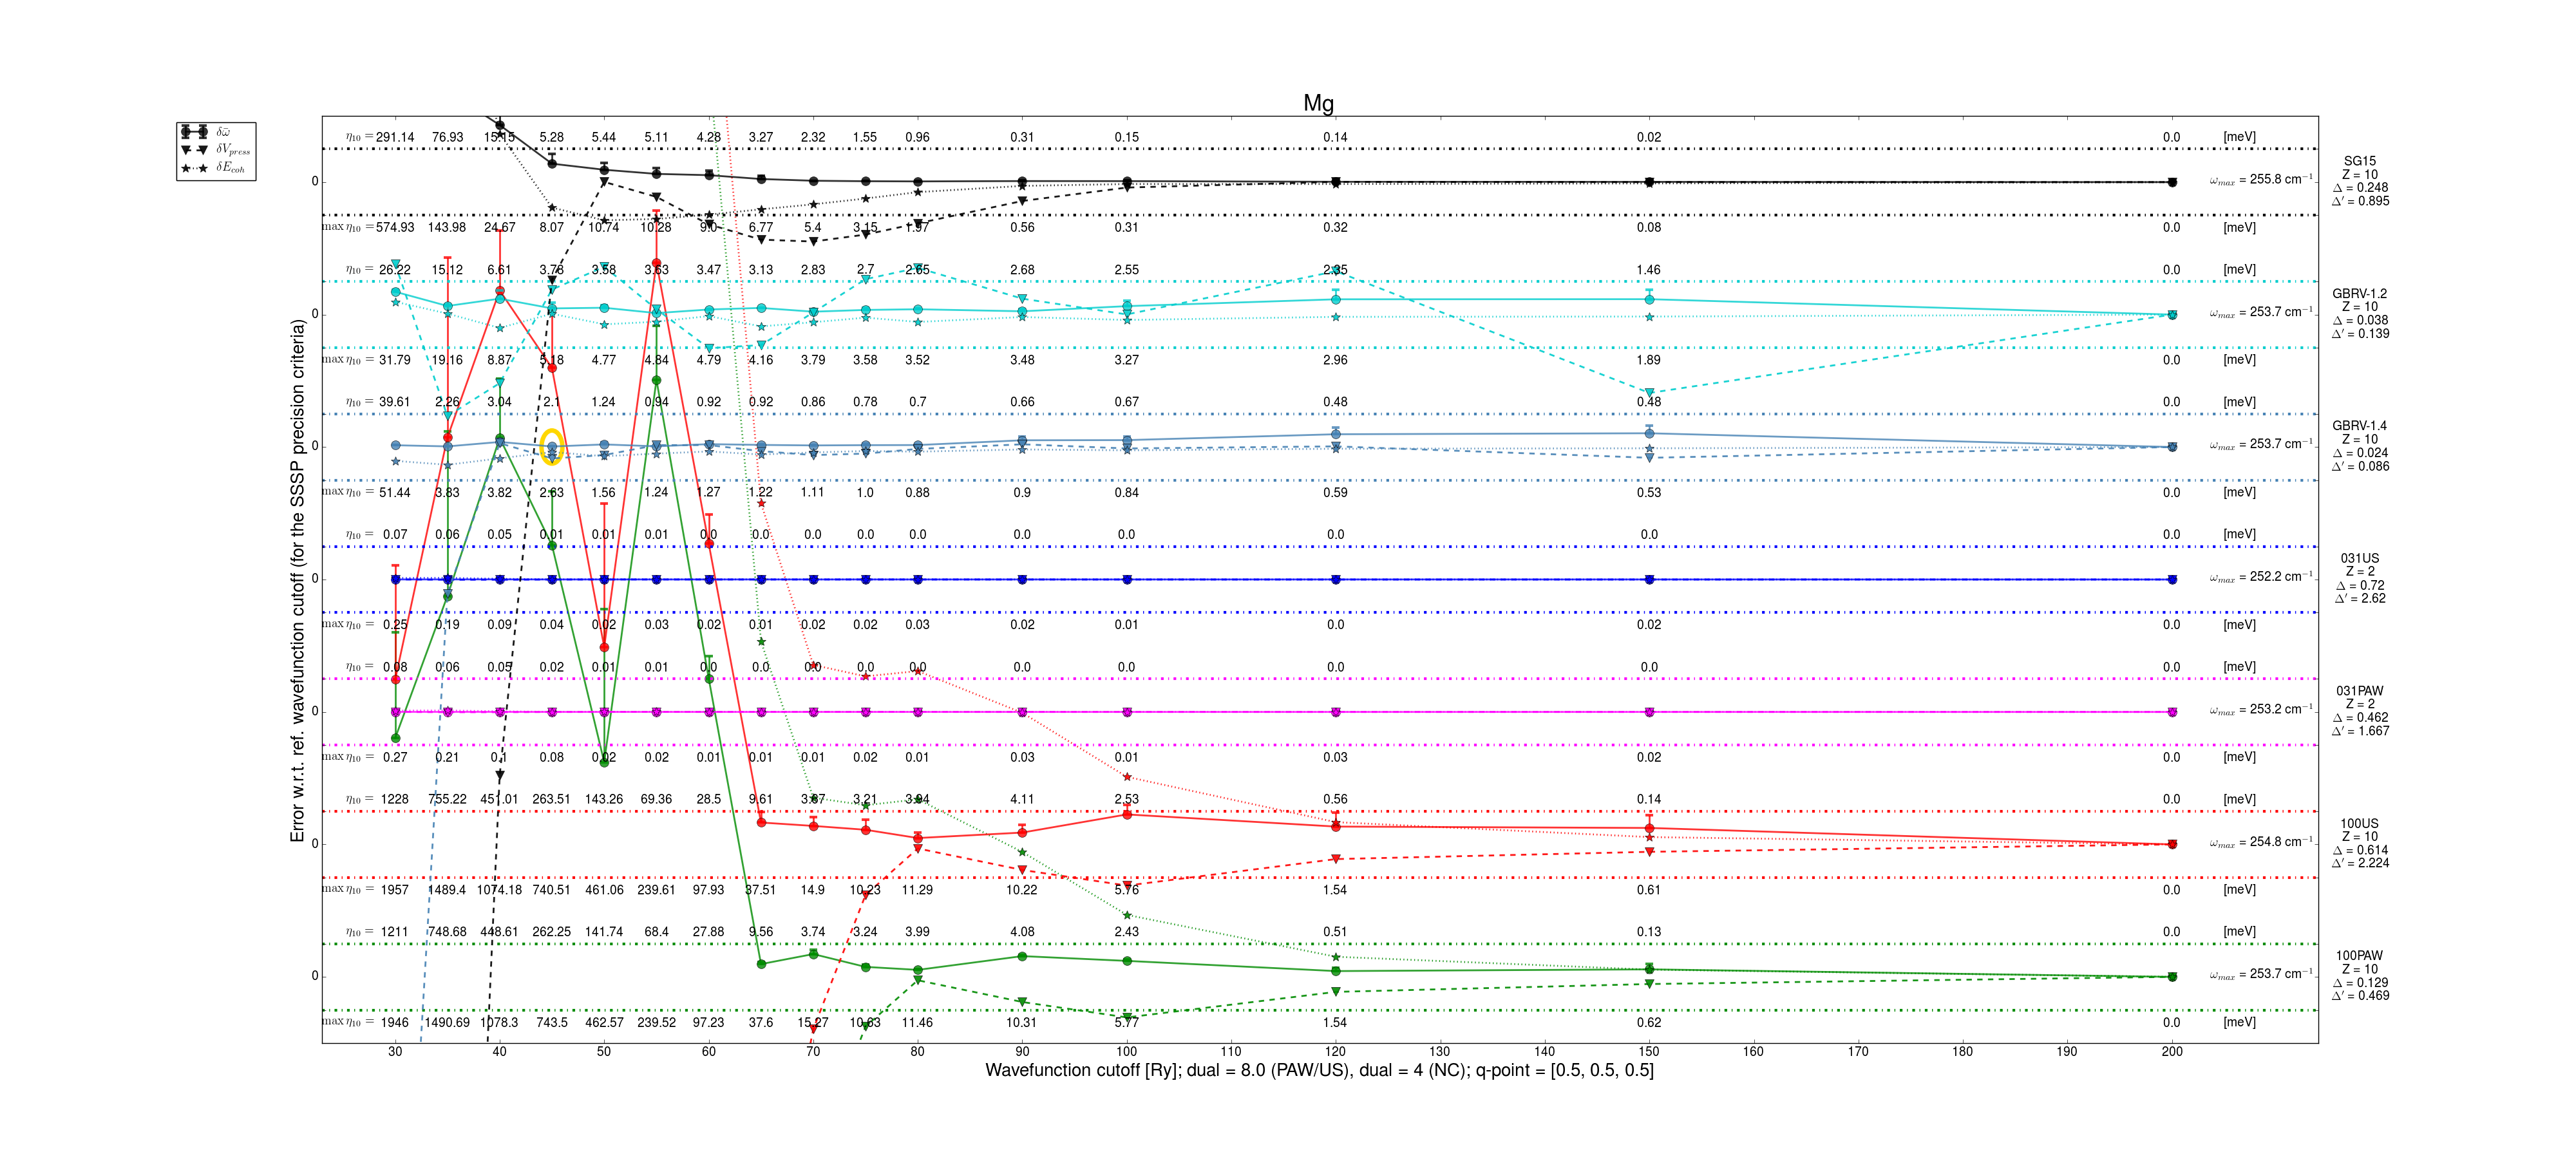 Mg
δω̄
δV_press
δE_coh
Error w.r.t. ref. wavefunction cutoff (for the SSSP precision criteria)
η₁₀ = 291.14 76.93 15.15 5.28 5.44 5.11 4.28 3.27 2.32 1.55 0.96 0.31 0.15 0.14 0.02 0.0 [meV]
0 ω_max = 255.8 cm⁻¹
SG15
Z = 10
Δ = 0.248
Δ′ = 0.895
max η₁₀ = 574.93 143.98 24.67 8.07 10.74 10.28 9.0 6.77 5.4 3.15 1.97 0.56 0.31 0.32 0.08 0.0 [meV]
η₁₀ = 26.22 15.12 6.61 3.78 3.58 3.63 3.47 3.13 2.83 2.7 2.65 2.68 2.55 2.35 1.46 0.0 [meV]
0 ω_max = 253.7 cm⁻¹
GBRV-1.2
Z = 10
Δ = 0.038
Δ′ = 0.139
max η₁₀ = 31.79 19.16 8.87 5.18 4.77 4.84 4.79 4.16 3.79 3.58 3.52 3.48 3.27 2.96 1.89 0.0 [meV]
η₁₀ = 39.61 2.26 3.04 2.1 1.24 0.94 0.92 0.92 0.86 0.78 0.7 0.66 0.67 0.48 0.48 0.0 [meV]
0 ω_max = 253.7 cm⁻¹
GBRV-1.4
Z = 10
Δ = 0.024
Δ′ = 0.086
max η₁₀ = 51.44 3.83 3.82 2.63 1.56 1.24 1.27 1.22 1.11 1.0 0.88 0.9 0.84 0.59 0.53 0.0 [meV]
η₁₀ = 0.07 0.06 0.05 0.01 0.01 0.01 0.0 0.0 0.0 0.0 0.0 0.0 0.0 0.0 0.0 0.0 [meV]
0 ω_max = 252.2 cm⁻¹
031US
Z = 2
Δ = 0.72
Δ′ = 2.62
max η₁₀ = 0.25 0.19 0.09 0.04 0.02 0.03 0.02 0.01 0.02 0.02 0.03 0.02 0.01 0.0 0.02 0.0 [meV]
η₁₀ = 0.08 0.06 0.05 0.02 0.01 0.01 0.0 0.0 0.0 0.0 0.0 0.0 0.0 0.0 0.0 0.0 [meV]
0 ω_max = 253.2 cm⁻¹
031PAW
Z = 2
Δ = 0.462
Δ′ = 1.667
max η₁₀ = 0.27 0.21 0.1 0.08 0.02 0.02 0.01 0.01 0.01 0.02 0.01 0.03 0.01 0.03 0.02 0.0 [meV]
η₁₀ = 1228 755.22 451.01 263.51 143.26 69.36 28.5 9.61 3.67 3.21 3.94 4.11 2.53 0.56 0.14 0.0 [meV]
0 ω_max = 254.8 cm⁻¹
100US
Z = 10
Δ = 0.614
Δ′ = 2.224
max η₁₀ = 1957 1489.4 1074.18 740.51 461.06 239.61 97.93 37.51 14.9 10.23 11.29 10.22 5.76 1.54 0.61 0.0 [meV]
η₁₀ = 1211 748.68 448.61 262.25 141.74 68.4 27.88 9.56 3.74 3.24 3.99 4.08 2.43 0.51 0.13 0.0 [meV]
0 ω_max = 253.7 cm⁻¹
100PAW
Z = 10
Δ = 0.129
Δ′ = 0.469
max η₁₀ = 1946 1490.69 1078.3 743.5 462.57 239.52 97.23 37.6 15.27 10.63 11.46 10.31 5.77 1.54 0.62 0.0 [meV]
30 40 50 60 70 80 90 100 110 120 130 140 150 160 170 180 190 200
Wavefunction cutoff [Ry]; dual = 8.0 (PAW/US), dual = 4 (NC); q-point = [0.5, 0.5, 0.5]